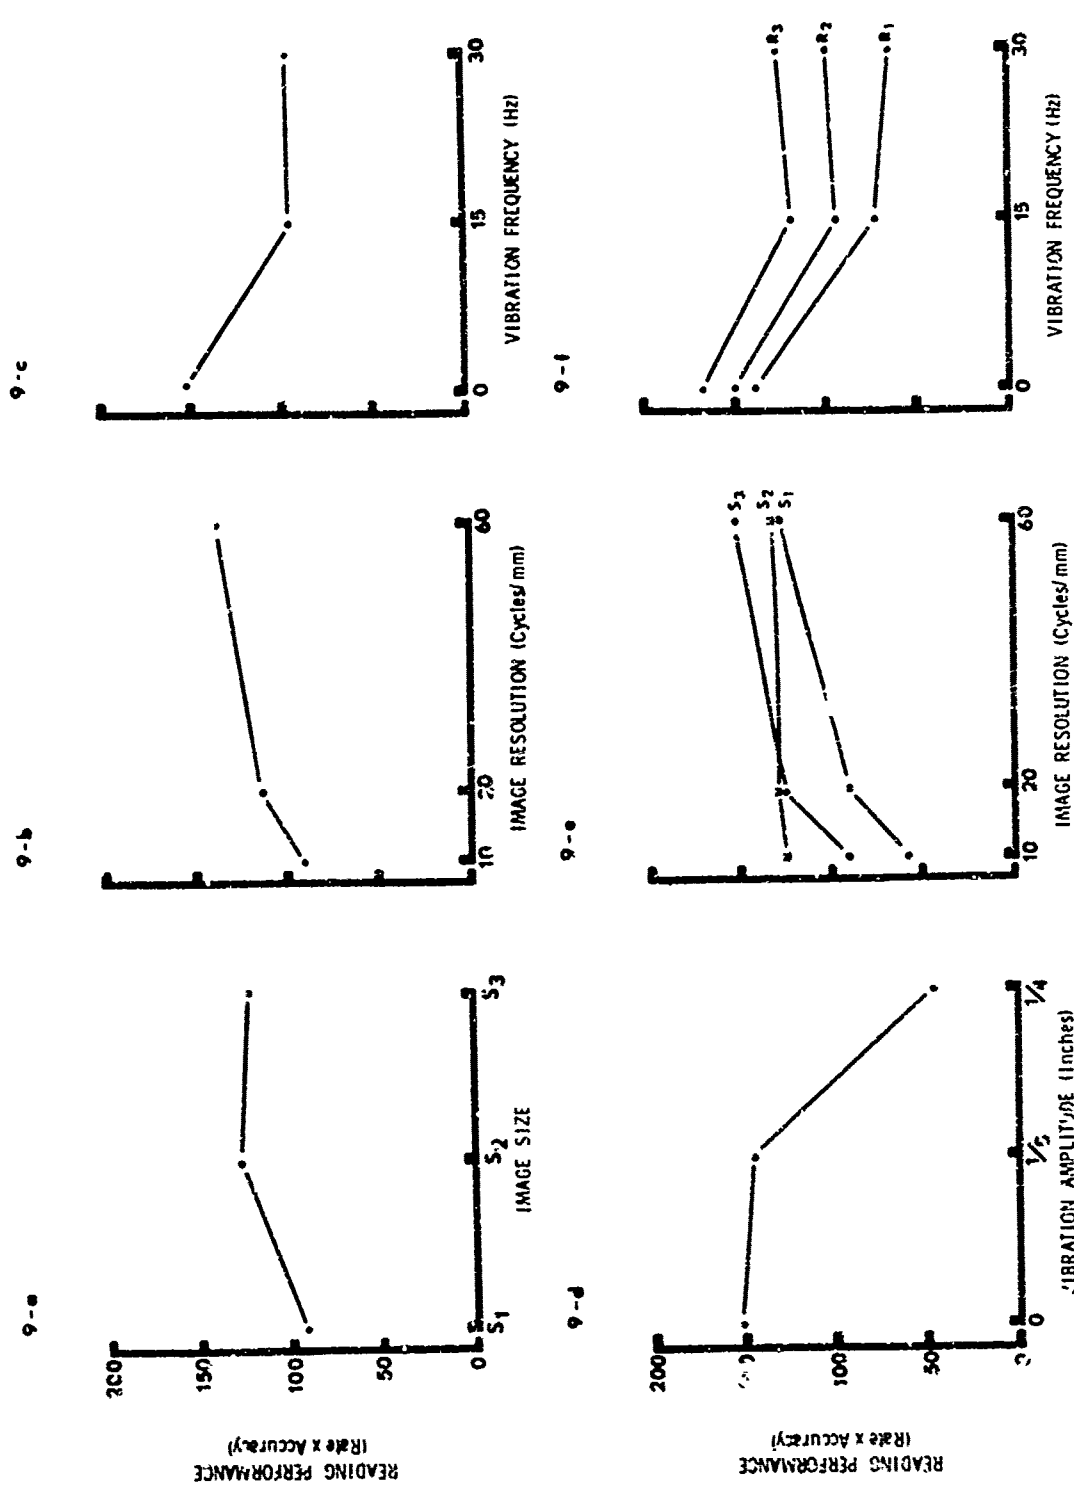 9-a
READING PERFORMANCE
(Rate x Accuracy)
200
150
100
50
0
S1
S2
S3
IMAGE SIZE
9-b
10
20
60
IMAGE RESOLUTION (Cycles/mm)
9-c
0
15
30
VIBRATION FREQUENCY (Hz)
9-d
READING PERFORMANCE
(Rate x Accuracy)
200
100
50
0
0
1/4
VIBRATION AMPLITUDE (Inches)
9-e
S3
S2
S1
10
20
60
IMAGE RESOLUTION (Cycles/mm)
9-f
R3
R2
R1
0
15
30
VIBRATION FREQUENCY (Hz)